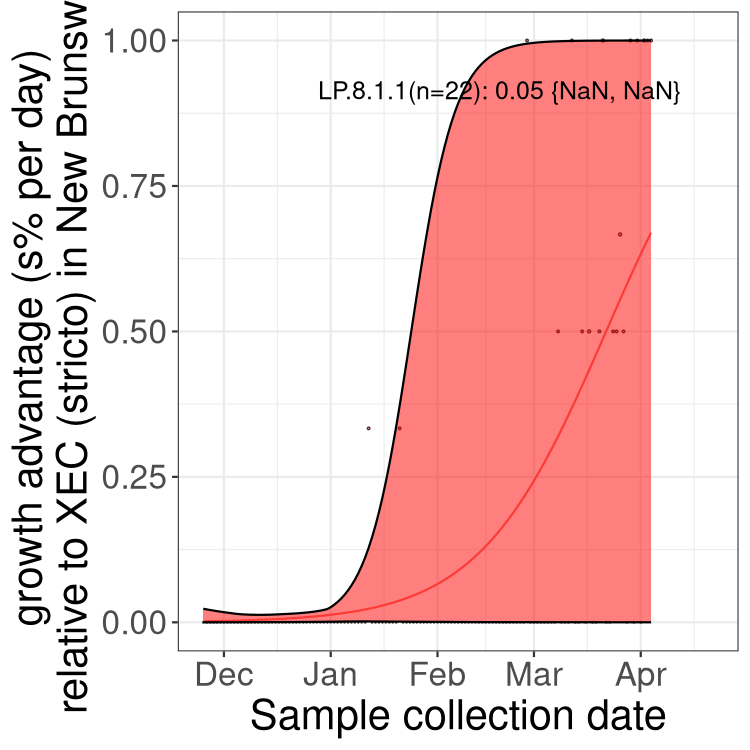 growth advantage (s% per day)
relative to XEC (stricto) in New Brunsw
1.00
0.75
0.50
0.25
0.00
LP.8.1.1(n=22): 0.05 {NaN, NaN}
Dec Jan Feb Mar Apr
Sample collection date